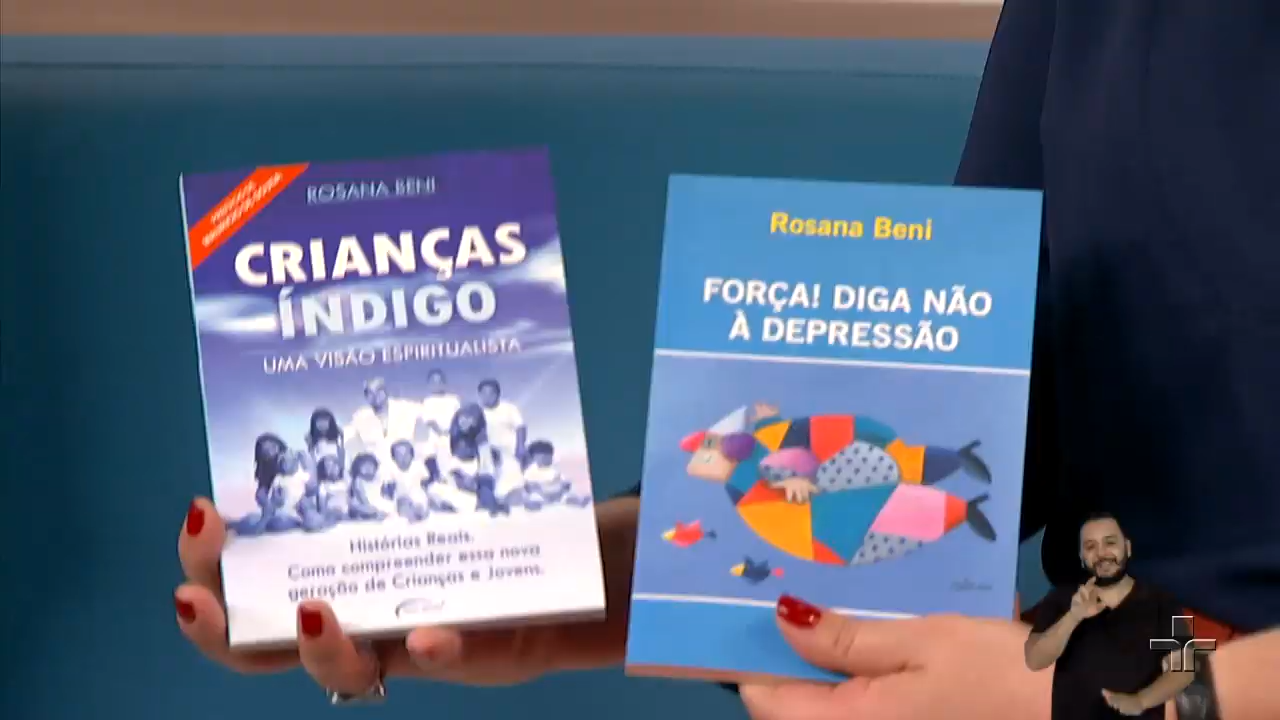 ROSANA BENI
CRIANÇAS
ÍNDIGO
UMA VISÃO ESPIRITUALISTA
Histórias Reais.
Como compreender essa nova
geração de Crianças e Jovens.
Rosana Beni
FORÇA! DIGA NÃO
À DEPRESSÃO